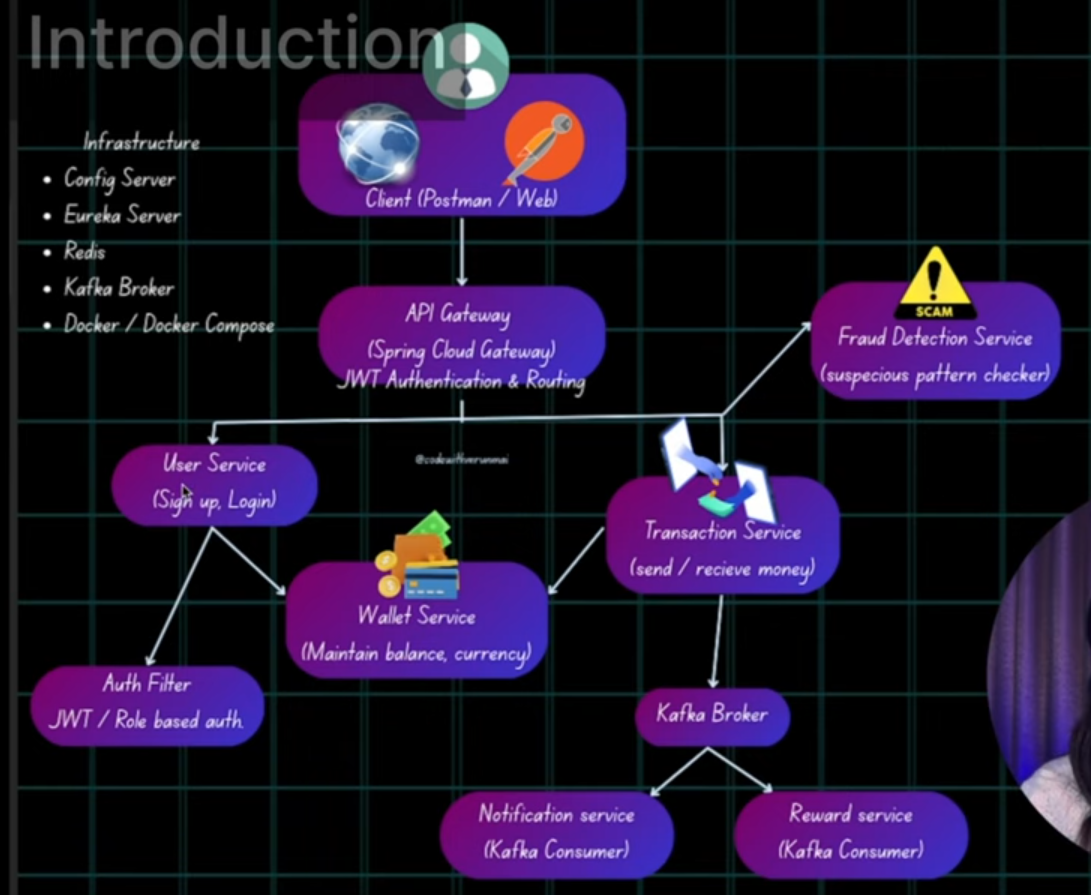 Introduction
Infrastructure
• Config Server
• Eureka Server
• Redis
• Kafka Broker
• Docker / Docker Compose
Client (Postman / Web)
API Gateway
(Spring Cloud Gateway)
JWT Authentication & Routing
SCAM
Fraud Detection Service
(suspecious pattern checker)
User Service
(Sign up, Login)
Transaction Service
(send / recieve money)
Wallet Service
(Maintain balance, currency)
Auth Filter
JWT / Role based auth.
Kafka Broker
Notification service
(Kafka Consumer)
Reward service
(Kafka Consumer)